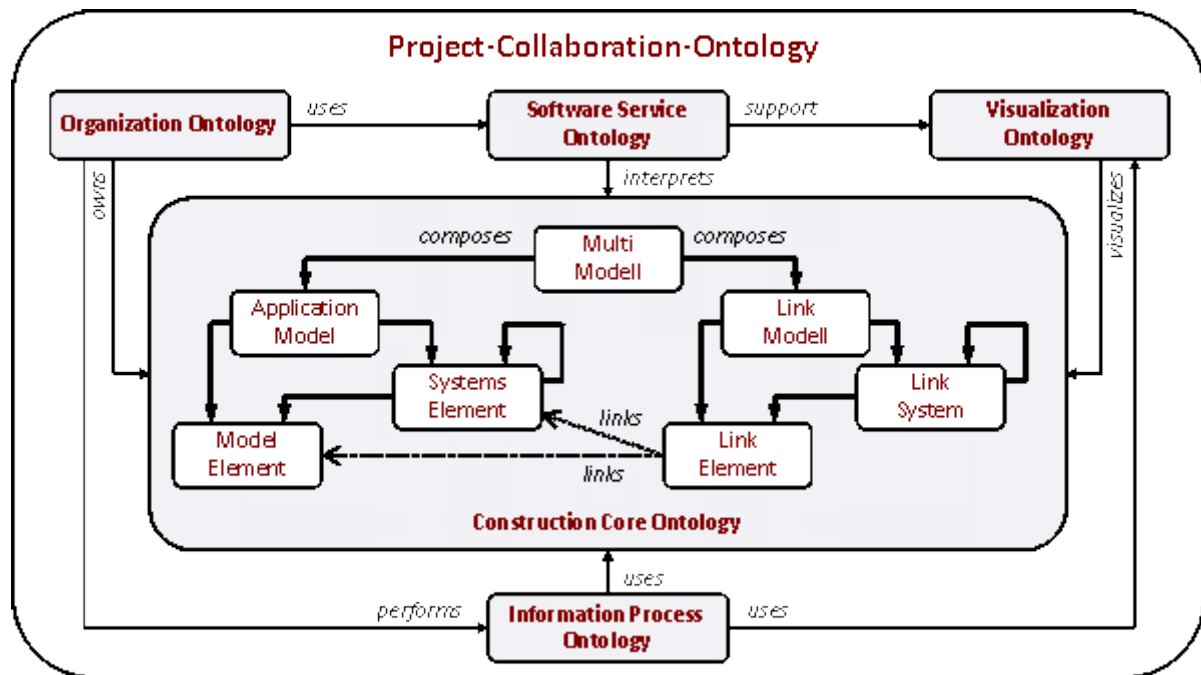 Project-Collaboration-Ontology
Organization Ontology
uses
Software Service
Ontology
support
Visualization
Ontology
owns
interprets
visualizes
composes
Multi
Modell
composes
Application
Model
Link
Modell
Systems
Element
Link
System
links
Model
Element
Link
Element
links
Construction Core Ontology
uses
performs
Information Process
Ontology
uses